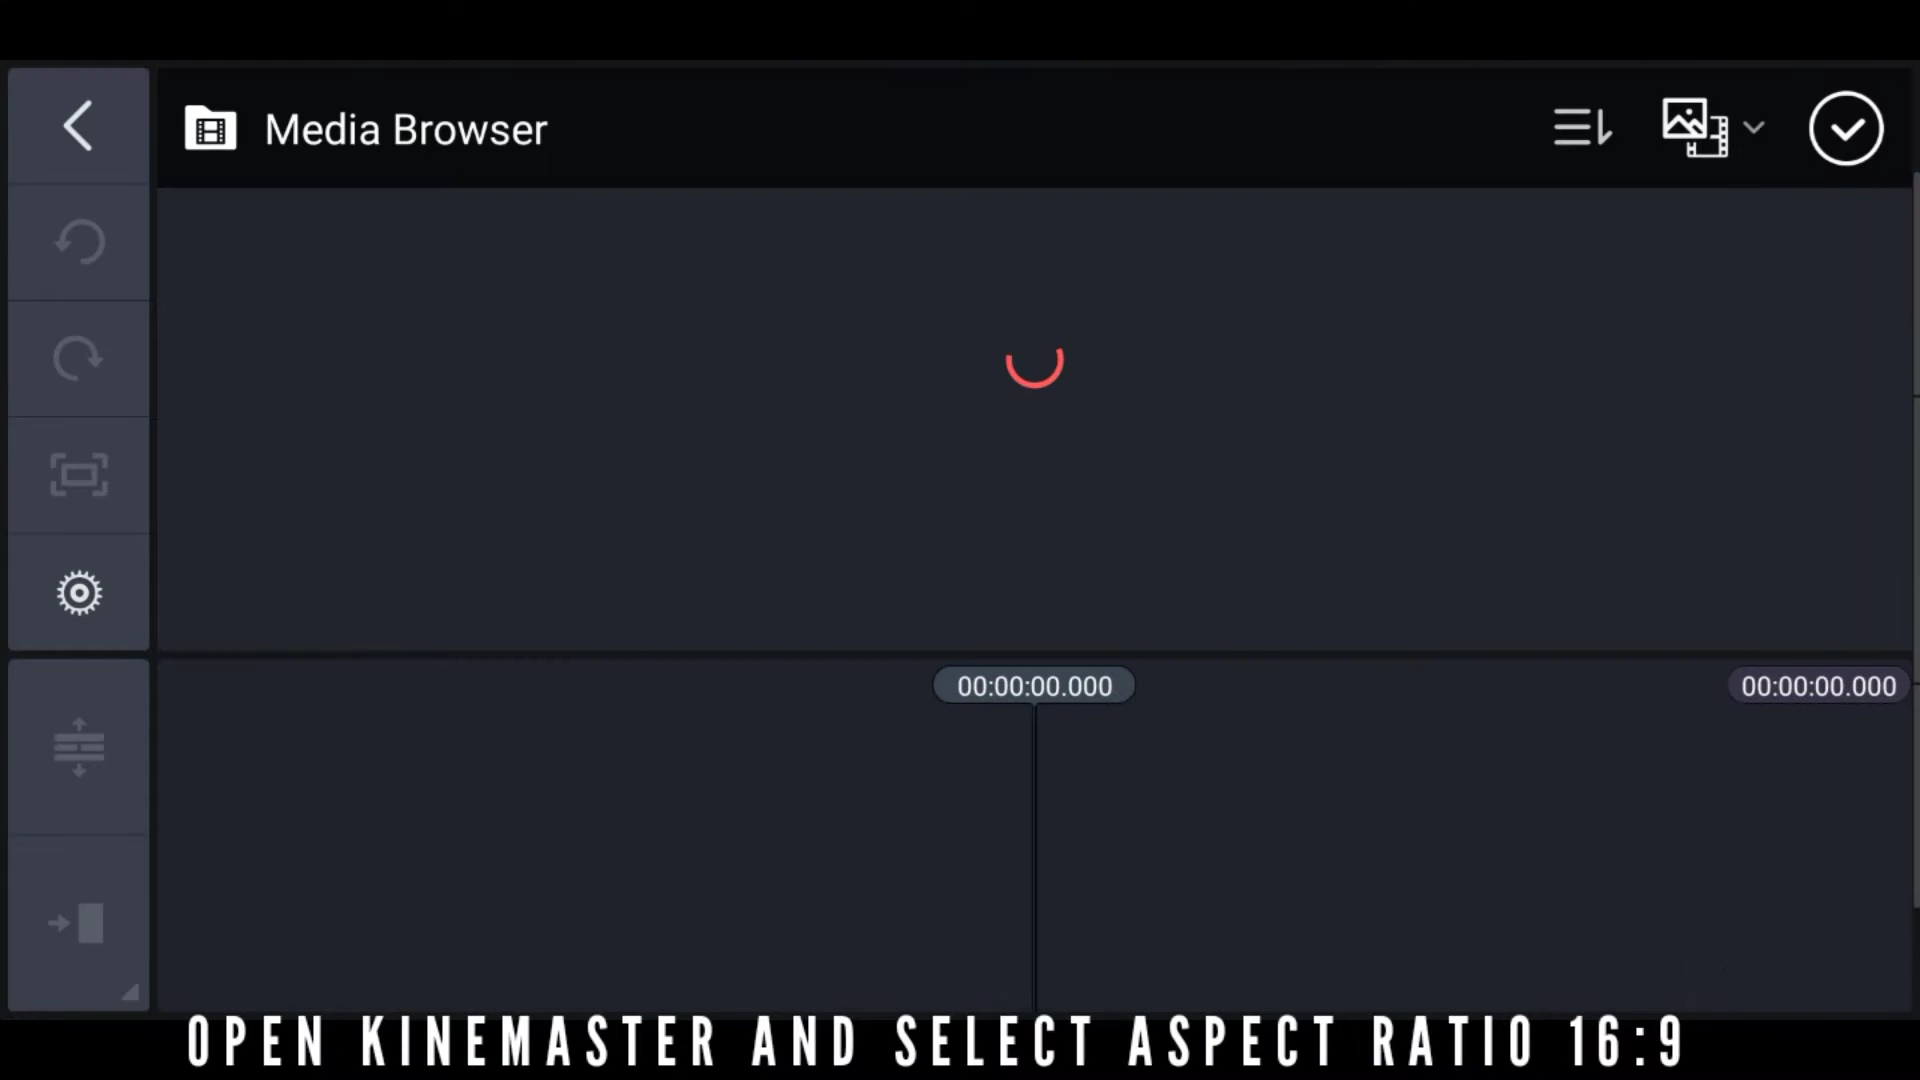 Media Browser
00:00:00.000
00:00:00.000
OPEN KINEMASTER AND SELECT ASPECT RATIO 16:9